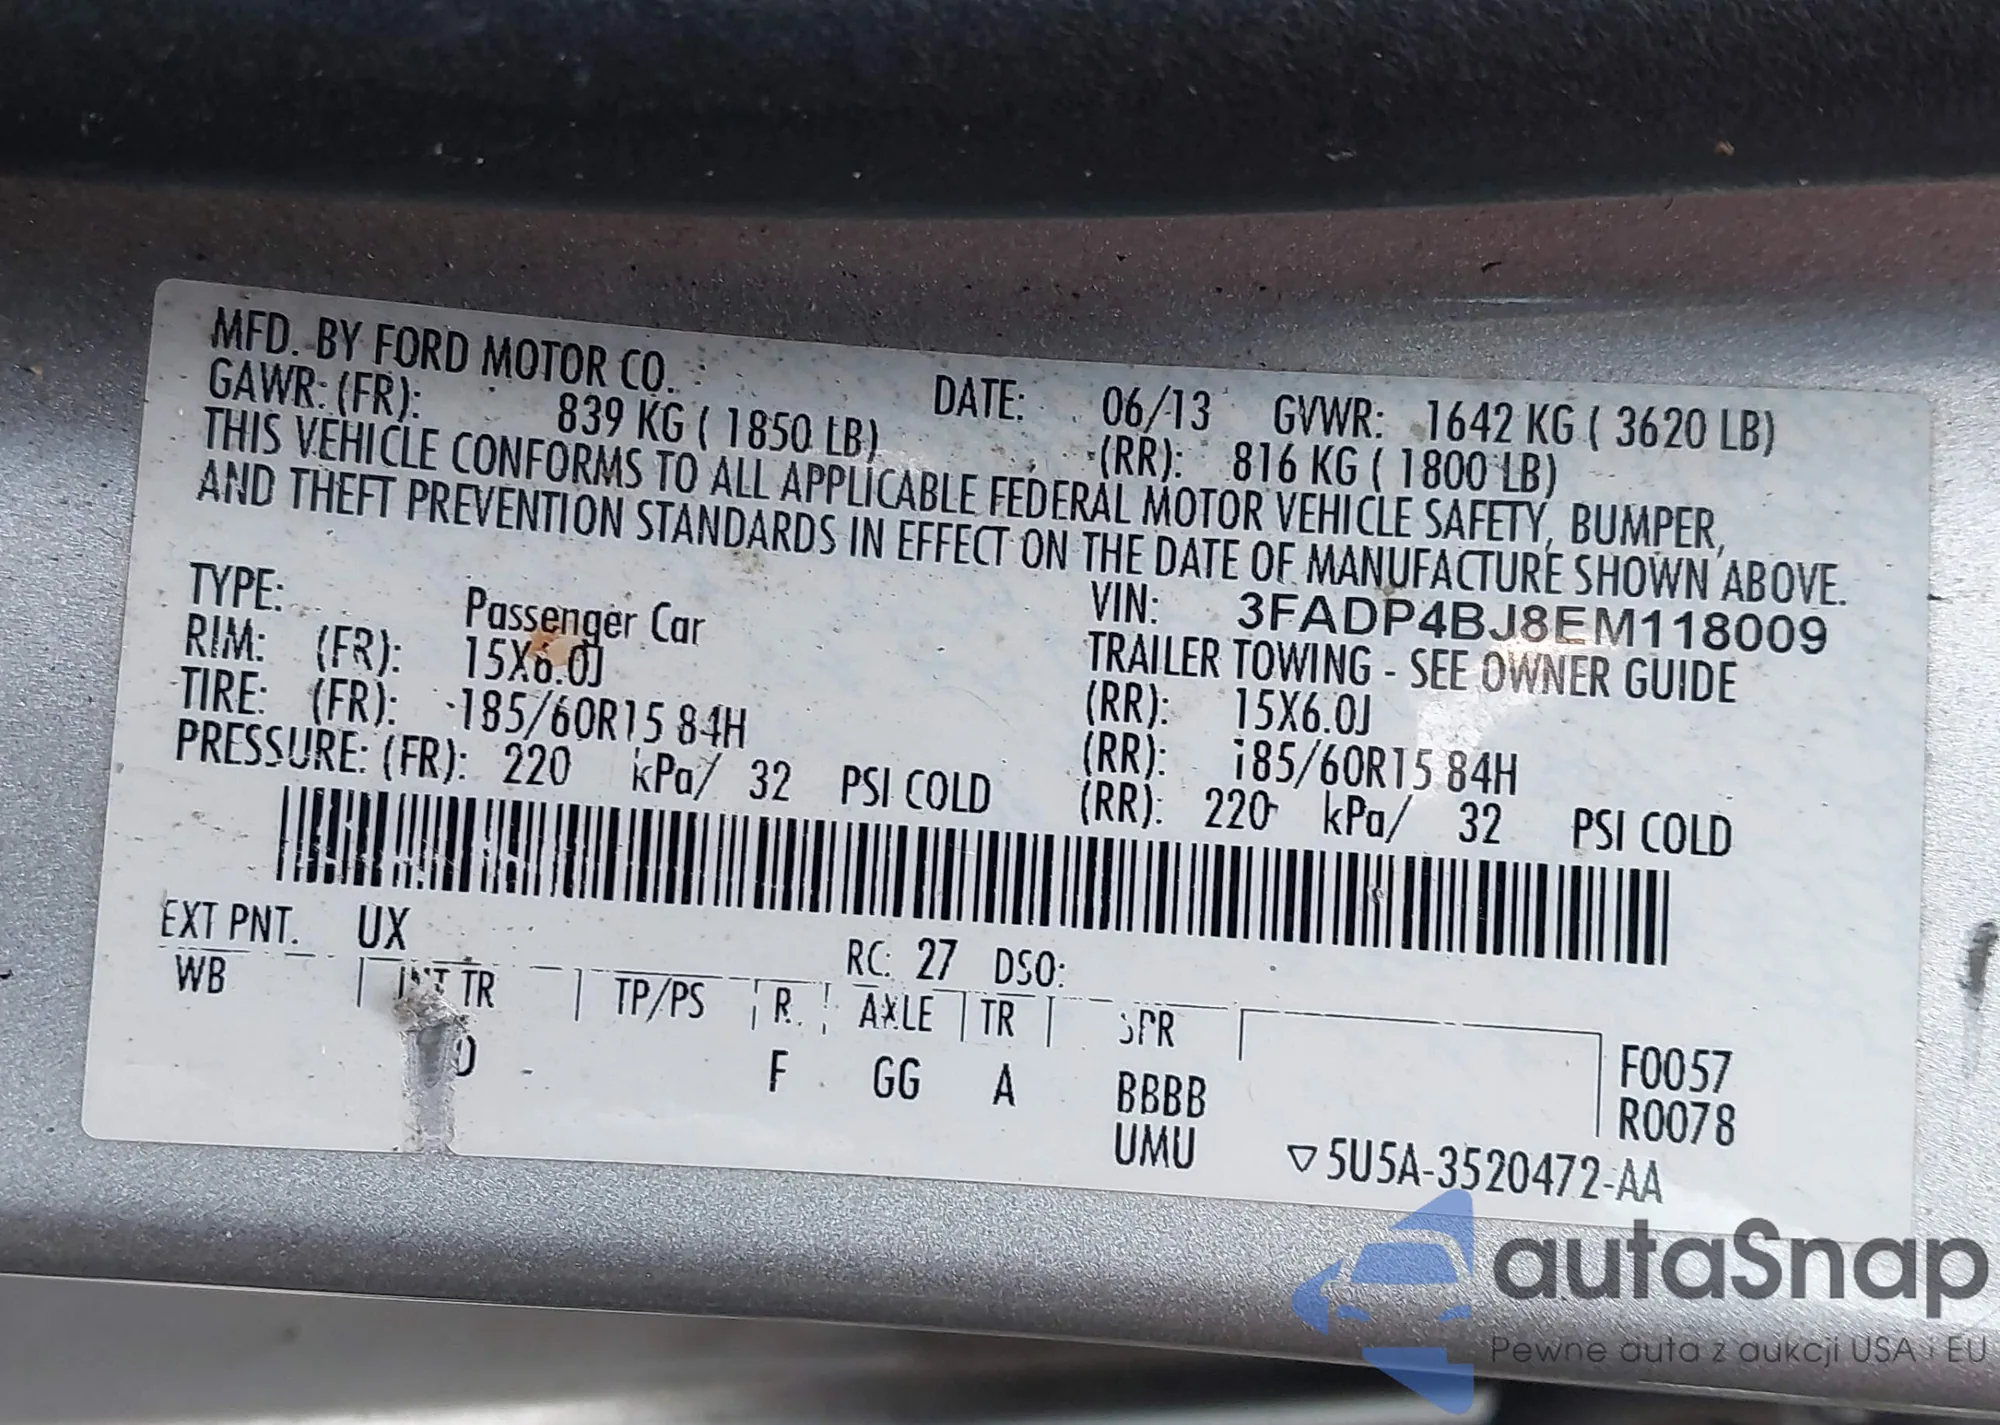 MFD. BY FORD MOTOR CO.
DATE: 06/13 GVWR: 1642 KG ( 3620 LB)
GAWR: (FR): 839 KG ( 1850 LB) (RR): 816 KG ( 1800 LB)
THIS VEHICLE CONFORMS TO ALL APPLICABLE FEDERAL MOTOR VEHICLE SAFETY, BUMPER,
AND THEFT PREVENTION STANDARDS IN EFFECT ON THE DATE OF MANUFACTURE SHOWN ABOVE.
VIN: 3FADP4BJ8EM118009
TYPE: Passenger Car TRAILER TOWING - SEE OWNER GUIDE
RIM: (FR): 15X6.0J (RR): 15X6.0J
TIRE: (FR): 185/60R15 84H (RR): 185/60R15 84H
PRESSURE: (FR): 220 kPa/ 32 PSI COLD (RR): 220 kPa/ 32 PSI COLD
EXT PNT. UX RC: 27 DSO:
WB INT TR TP/PS R AXLE TR SPR
F GG A BBBB F0057
UMU R0078
▽5U5A-3520472-AA
autaSnap
Pewne auta z aukcji USA i EU